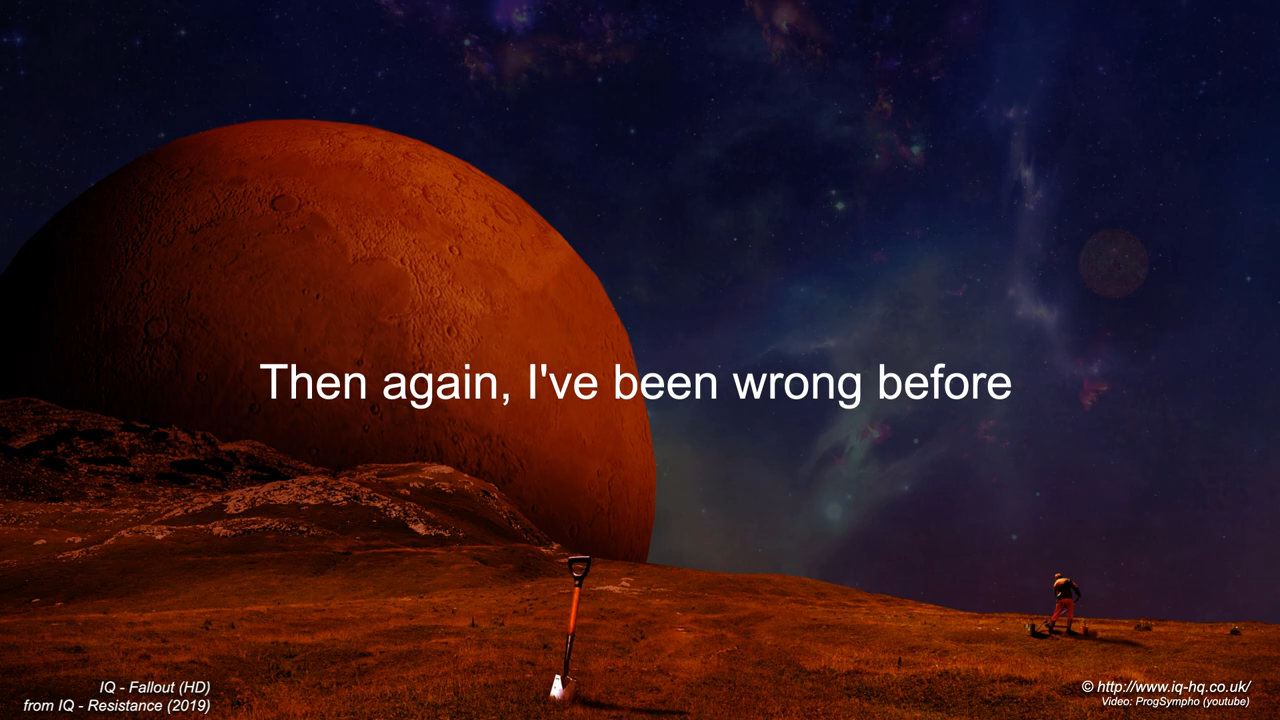 Then again, I've been wrong before
IQ - Fallout (HD)
from IQ - Resistance (2019)
© http://www.iq-hq.co.uk/
Video: ProgSympho (youtube)